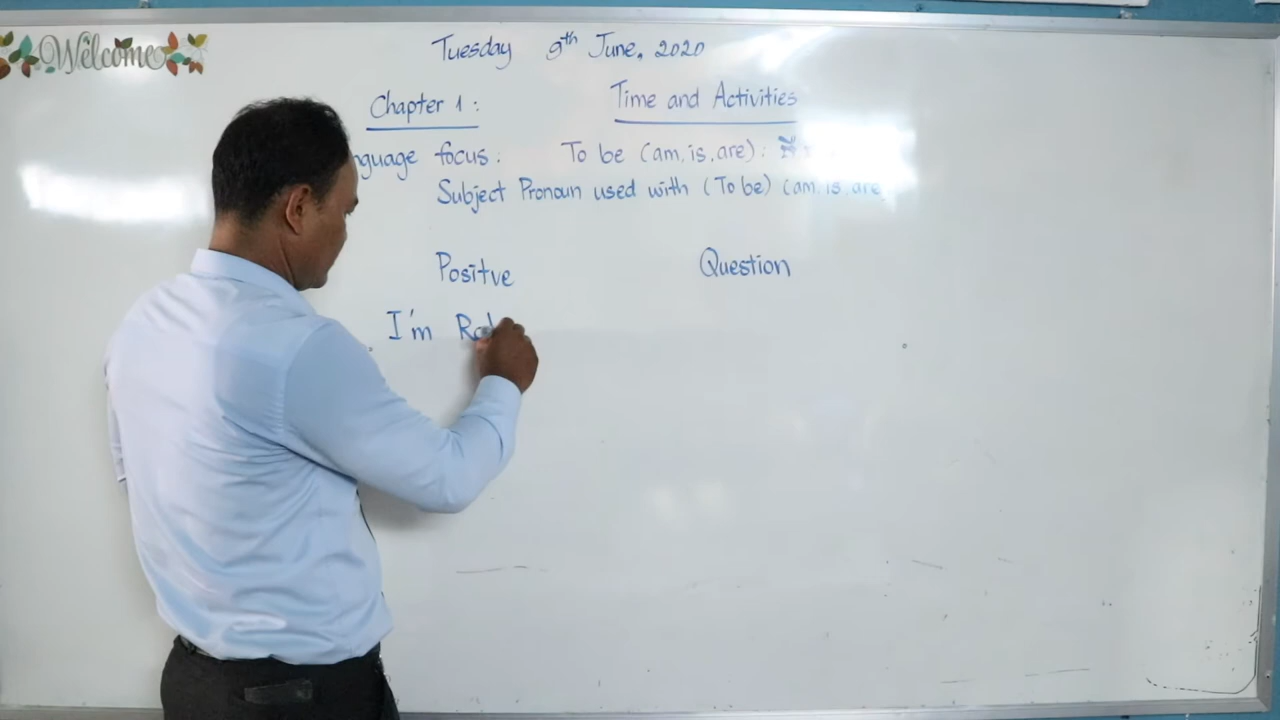 Welcome
Tuesday 9th June, 2020
Chapter 1: Time and Activities
focus: To be (am, is, are):
Subject Pronoun used with (To be) (am, is, are
Positve Question
I'm